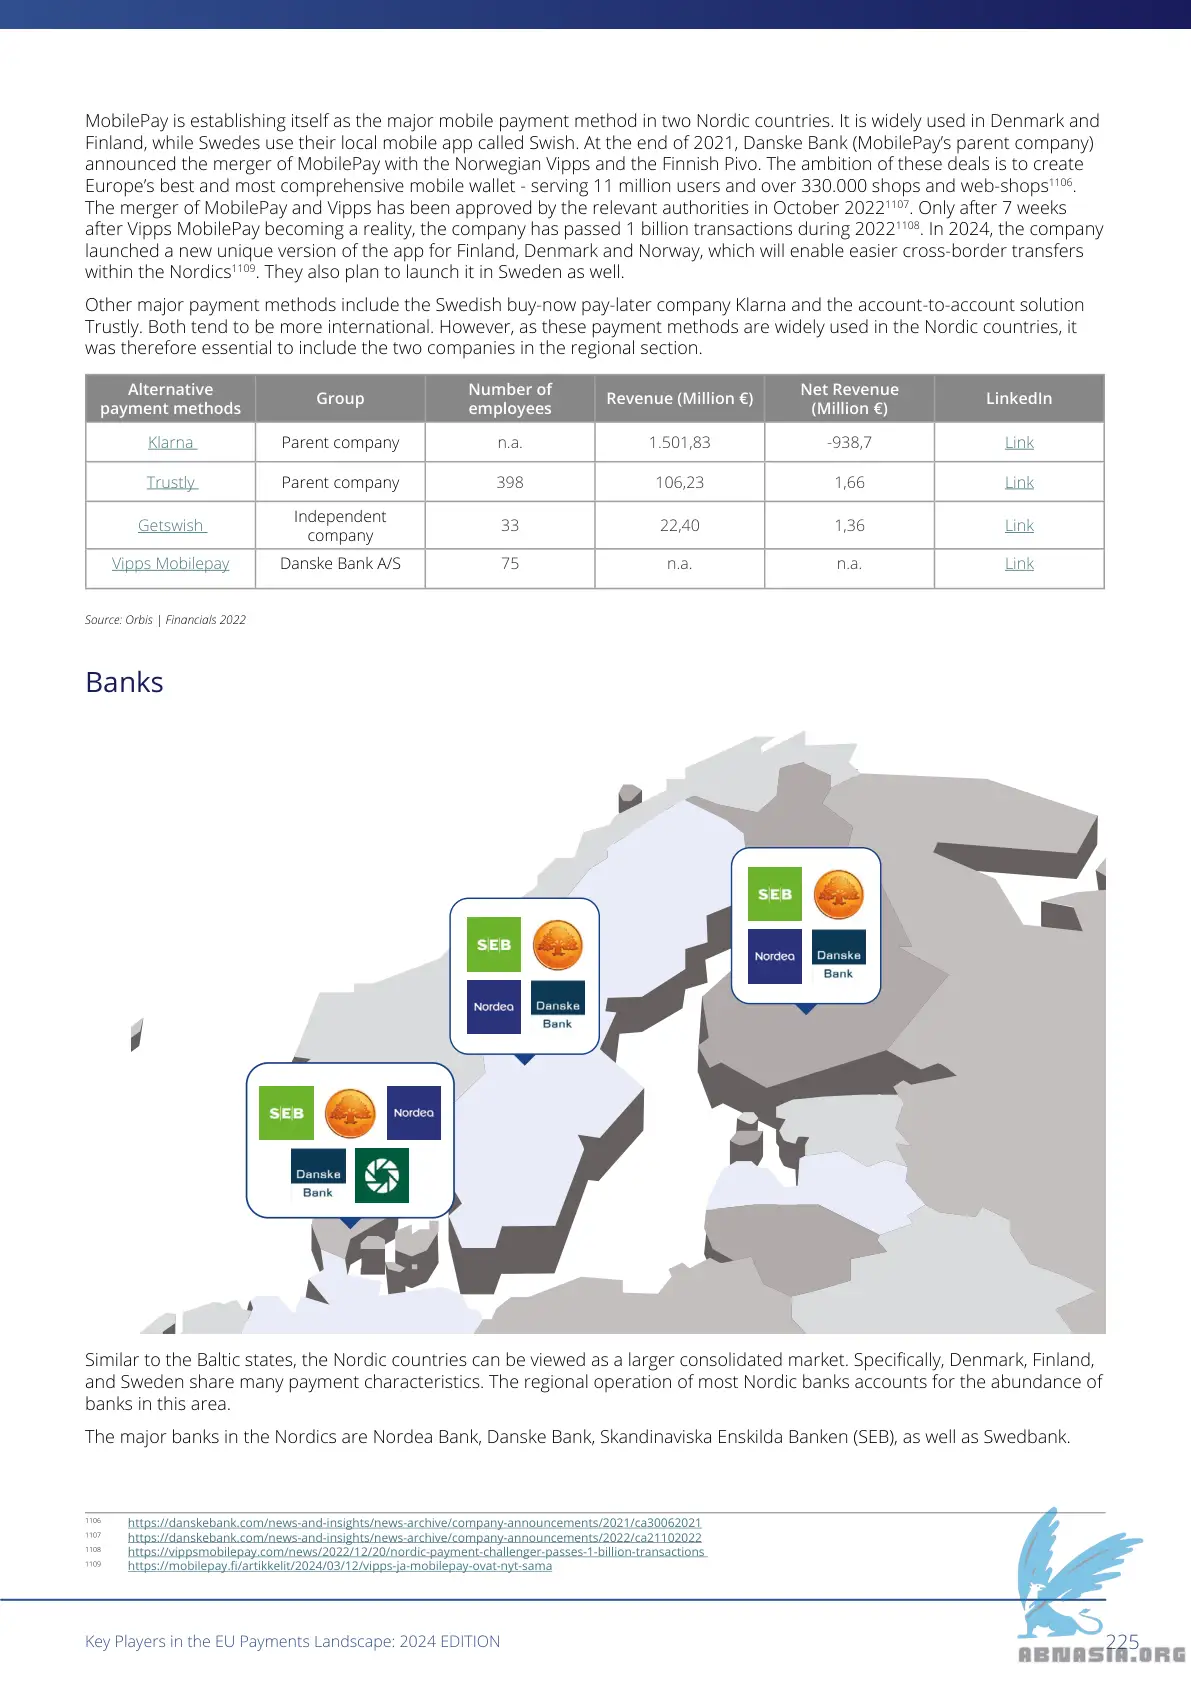 MobilePay is establishing itself as the major mobile payment method in two Nordic countries. It is widely used in Denmark and
Finland, while Swedes use their local mobile app called Swish. At the end of 2021, Danske Bank (MobilePay’s parent company)
announced the merger of MobilePay with the Norwegian Vipps and the Finnish Pivo. The ambition of these deals is to create
Europe’s best and most comprehensive mobile wallet - serving 11 million users and over 330.000 shops and web-shops1106.
The merger of MobilePay and Vipps has been approved by the relevant authorities in October 20221107. Only after 7 weeks
after Vipps MobilePay becoming a reality, the company has passed 1 billion transactions during 20221108. In 2024, the company
launched a new unique version of the app for Finland, Denmark and Norway, which will enable easier cross-border transfers
within the Nordics1109. They also plan to launch it in Sweden as well.
Other major payment methods include the Swedish buy-now pay-later company Klarna and the account-to-account solution
Trustly. Both tend to be more international. However, as these payment methods are widely used in the Nordic countries, it
was therefore essential to include the two companies in the regional section.
Alternative payment methods Group Number of employees Revenue (Million €) Net Revenue (Million €) LinkedIn
Klarna Parent company n.a. 1.501,83 -938,7 Link
Trustly Parent company 398 106,23 1,66 Link
Getswish Independent company 33 22,40 1,36 Link
Vipps Mobilepay Danske Bank A/S 75 n.a. n.a. Link
Source: Orbis | Financials 2022
Banks
SEB
Nordea Danske Bank
SEB
Nordea Danske Bank
SEB Nordea
Danske Bank
Similar to the Baltic states, the Nordic countries can be viewed as a larger consolidated market. Specifically, Denmark, Finland,
and Sweden share many payment characteristics. The regional operation of most Nordic banks accounts for the abundance of
banks in this area.
The major banks in the Nordics are Nordea Bank, Danske Bank, Skandinaviska Enskilda Banken (SEB), as well as Swedbank.
1106 https://danskebank.com/news-and-insights/news-archive/company-announcements/2021/ca30062021
1107 https://danskebank.com/news-and-insights/news-archive/company-announcements/2022/ca21102022
1108 https://vippsmobilepay.com/news/2022/12/20/nordic-payment-challenger-passes-1-billion-transactions
1109 https://mobilepay.fi/artikkelit/2024/03/12/vipps-ja-mobilepay-ovat-nyt-sama
Key Players in the EU Payments Landscape: 2024 EDITION
225
ABNASIA.ORG